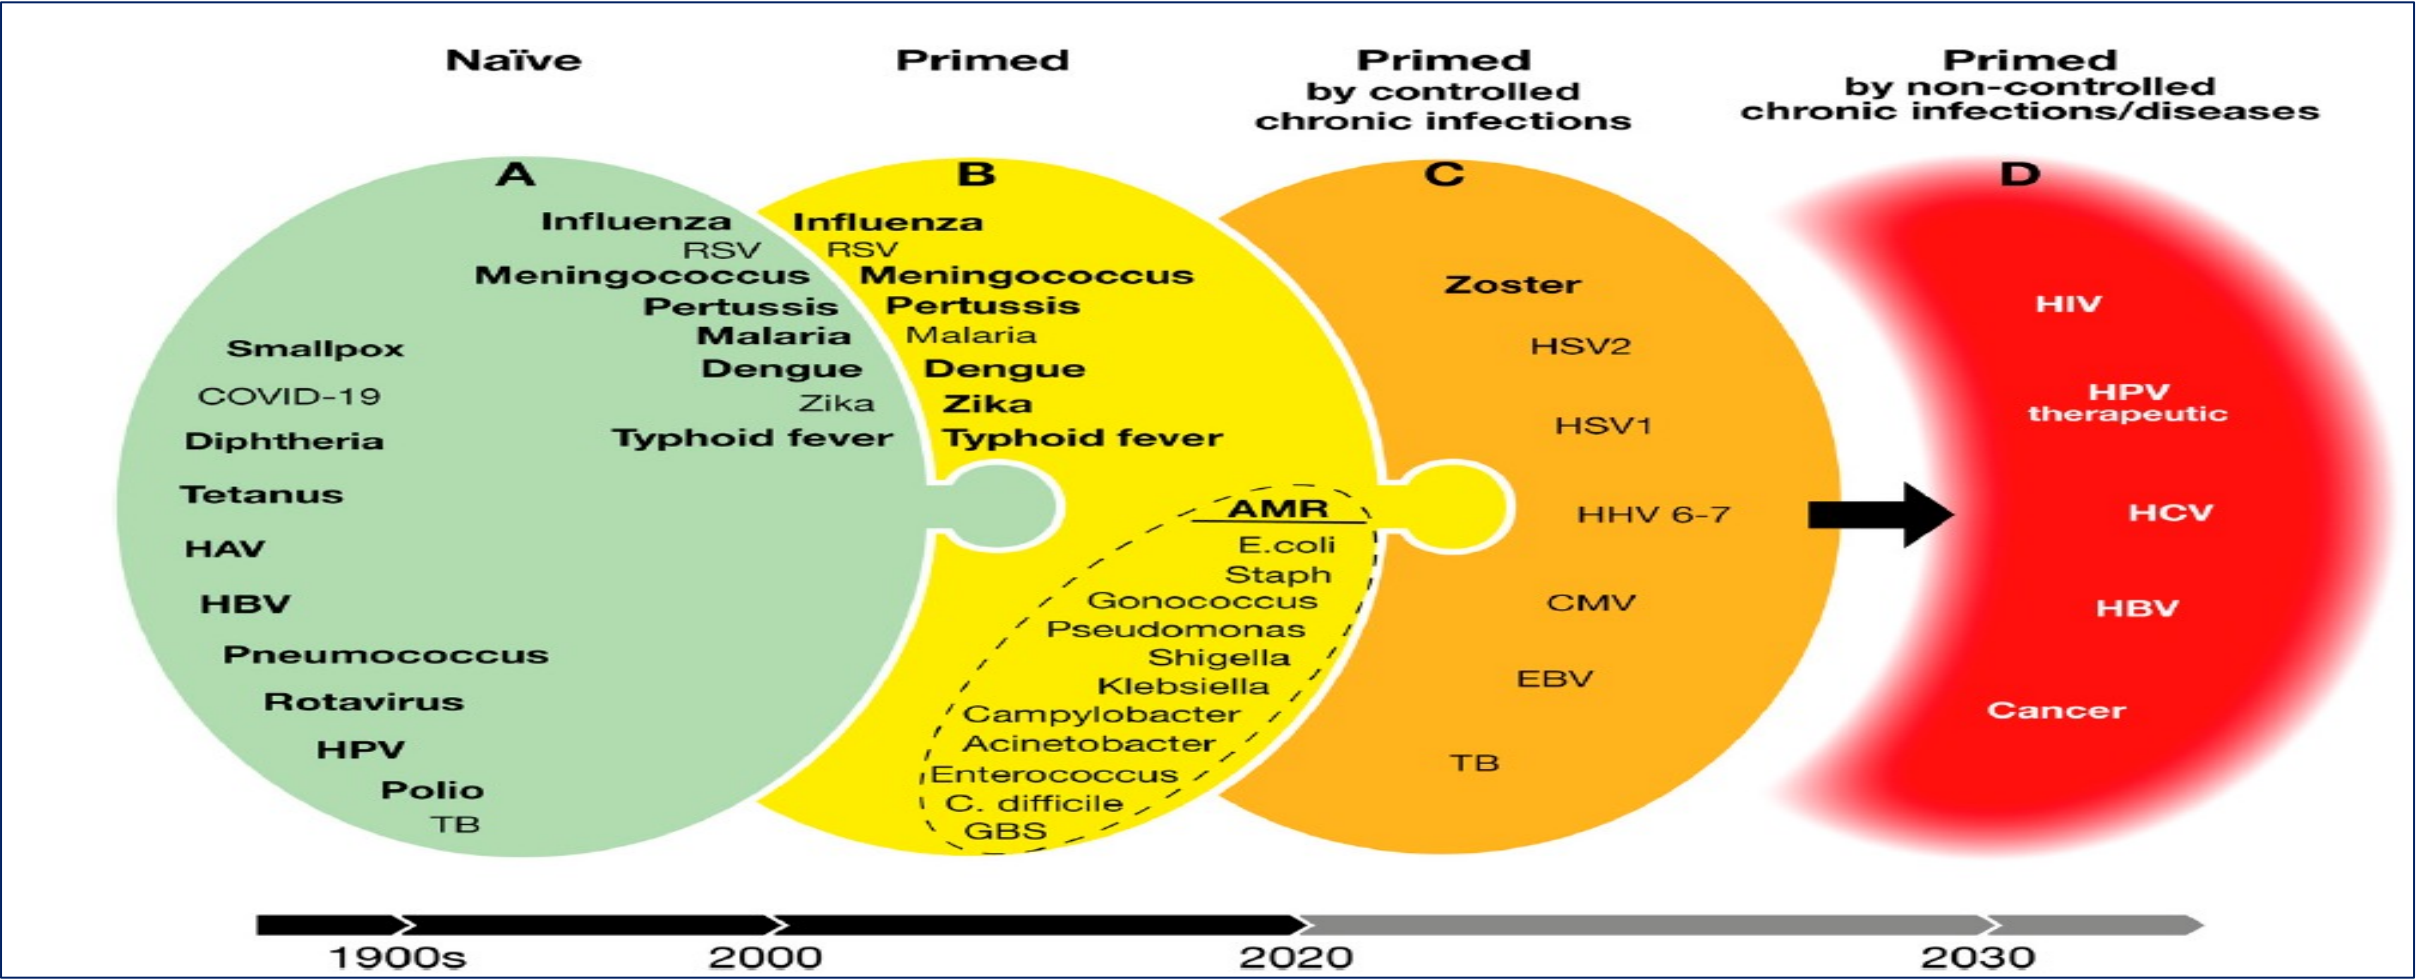 Naïve
Primed
Primed
by controlled
chronic infections
Primed
by non-controlled
chronic infections/diseases
A
Influenza
RSV
Meningococcus
Pertussis
Malaria
Dengue
Zika
Typhoid fever
Smallpox
COVID-19
Diphtheria
Tetanus
HAV
HBV
Pneumococcus
Rotavirus
HPV
Polio
TB
B
Influenza
RSV
Meningococcus
Pertussis
Malaria
Dengue
Zika
Typhoid fever
AMR
E.coli
Staph
Gonococcus
Pseudomonas
Shigella
Klebsiella
Campylobacter
Acinetobacter
Enterococcus
C. difficile
GBS
C
Zoster
HSV2
HSV1
HHV 6-7
CMV
EBV
TB
D
HIV
HPV
therapeutic
HCV
HBV
Cancer
1900s
2000
2020
2030